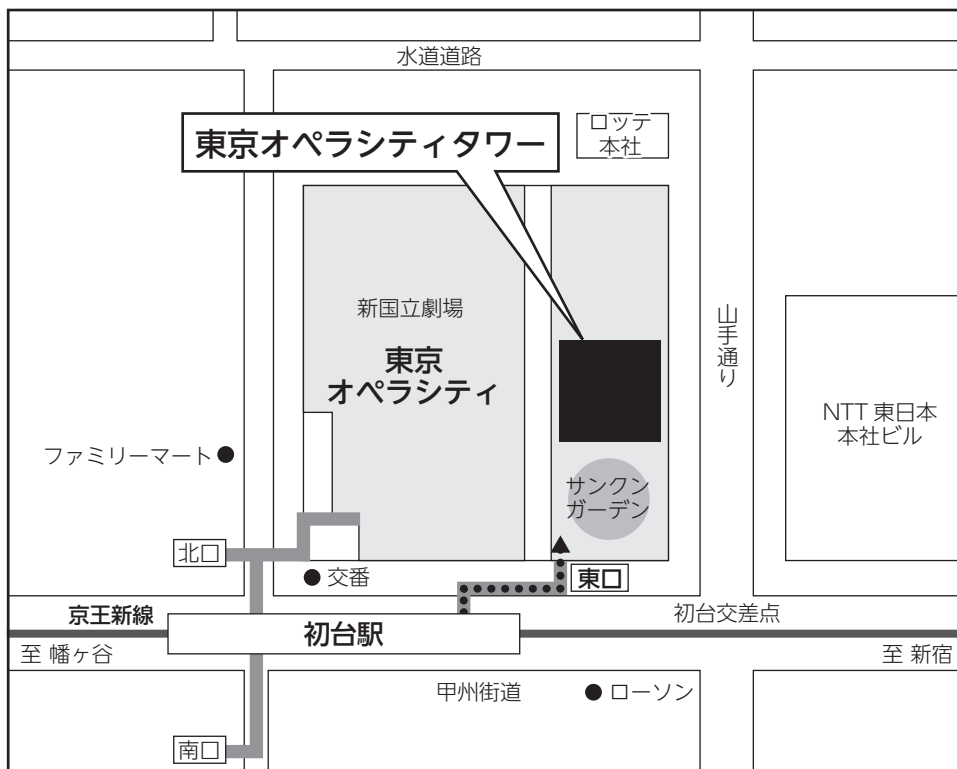 水道道路
ロッテ
本社
東京オペラシティタワー
新国立劇場
東京
オペラシティ
山手通り
NTT 東日本
本社ビル
ファミリーマート
サンクン
ガーデン
北口
交番
東口
京王新線
初台駅
初台交差点
至 幡ヶ谷
至 新宿
甲州街道
ローソン
南口